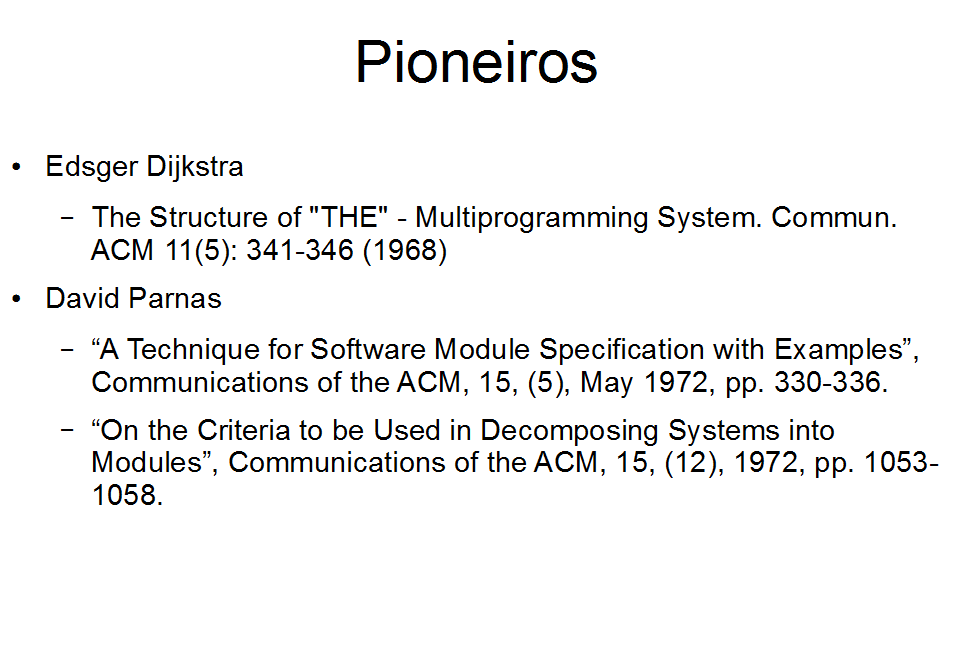 Pioneiros
• Edsger Dijkstra
– The Structure of "THE" - Multiprogramming System. Commun.
ACM 11(5): 341-346 (1968)
• David Parnas
– “A Technique for Software Module Specification with Examples”,
Communications of the ACM, 15, (5), May 1972, pp. 330-336.
– “On the Criteria to be Used in Decomposing Systems into
Modules”, Communications of the ACM, 15, (12), 1972, pp. 1053-
1058.